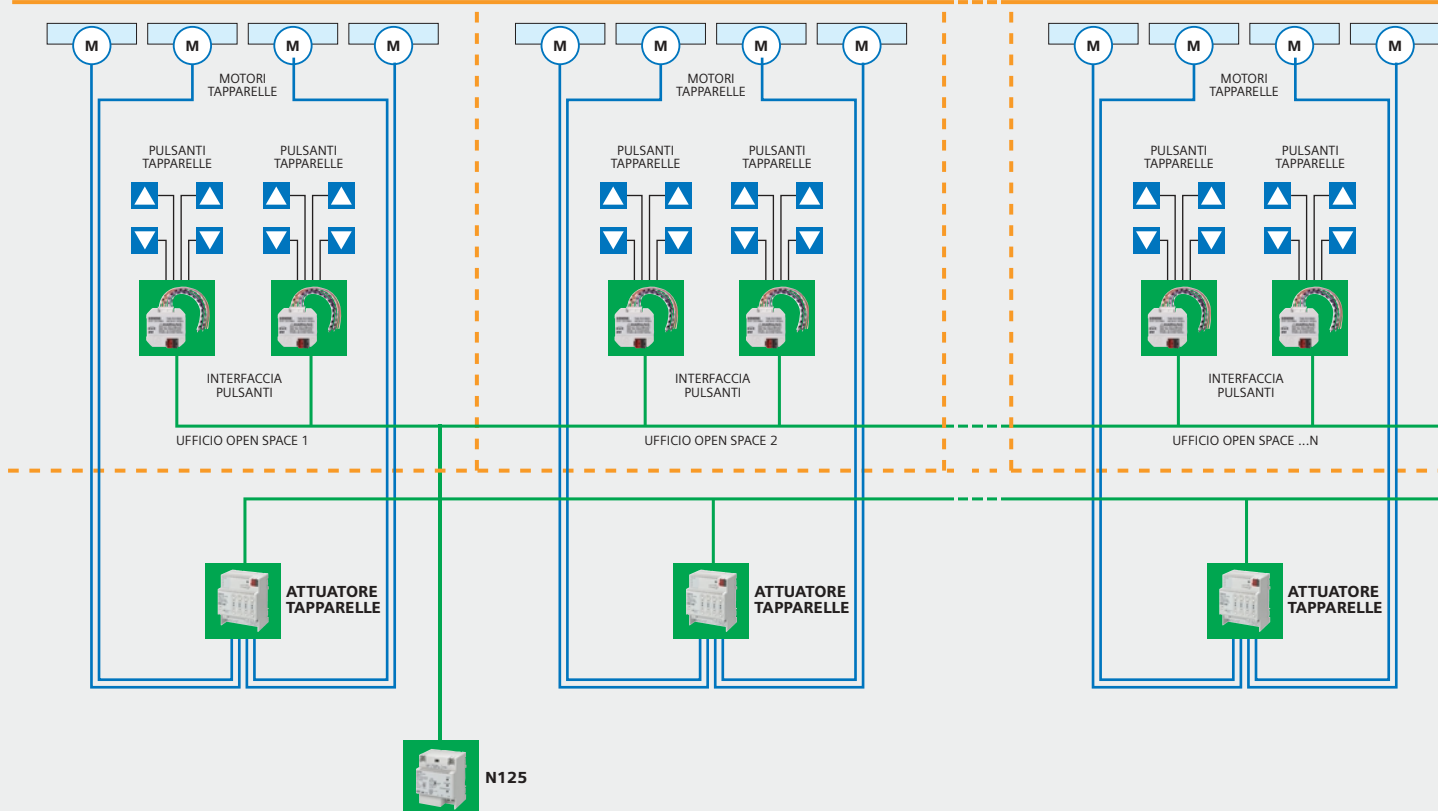 M M M M M M M M M M M M
MOTORI
TAPPARELLE
MOTORI
TAPPARELLE
MOTORI
TAPPARELLE
PULSANTI
TAPPARELLE
PULSANTI
TAPPARELLE
PULSANTI
TAPPARELLE
PULSANTI
TAPPARELLE
PULSANTI
TAPPARELLE
PULSANTI
TAPPARELLE
INTERFACCIA
PULSANTI
INTERFACCIA
PULSANTI
INTERFACCIA
PULSANTI
UFFICIO OPEN SPACE 1
UFFICIO OPEN SPACE 2
UFFICIO OPEN SPACE ...N
ATTUATORE
TAPPARELLE
ATTUATORE
TAPPARELLE
ATTUATORE
TAPPARELLE
N125